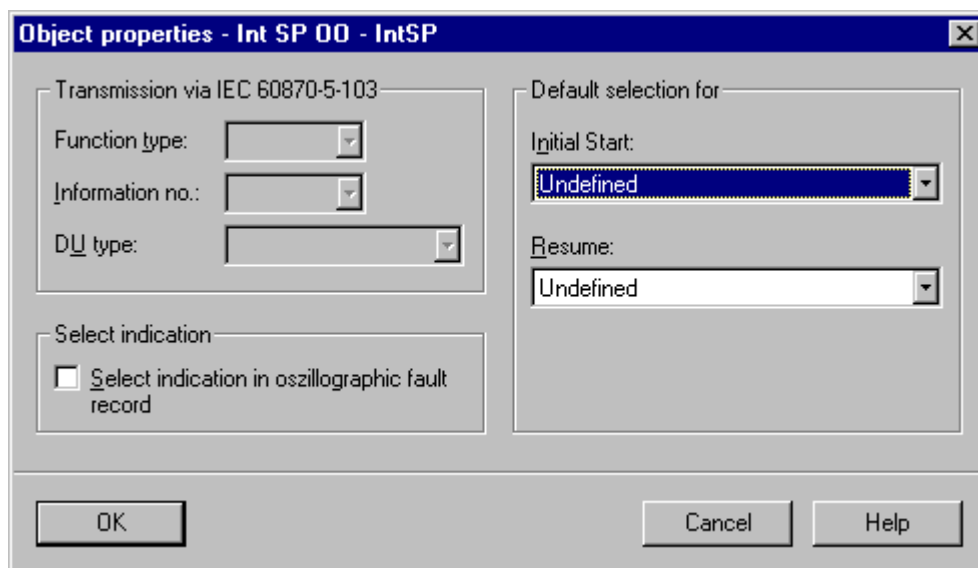 Object properties - Int SP OO - IntSP
Transmission via IEC 60870-5-103
Function type:
Information no.:
DU type:
Select indication
Select indication in oszillographic fault
record
Default selection for
Initial Start:
Undefined
Resume:
Undefined
OK
Cancel
Help